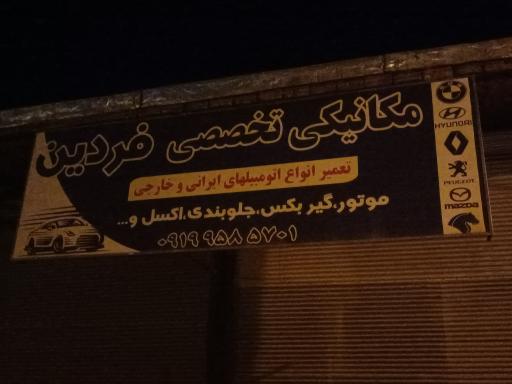 مکانیکی تخصصی فردین
تعمیر انواع اتومبیلهای ایرانی و خارجی
موتور،گیر بکس،جلوبندی،اکسل و...
۰۹۱۹ ۹۵۸ ۵۷۰۱
HYUNDAI
PEUGEOT
mazda